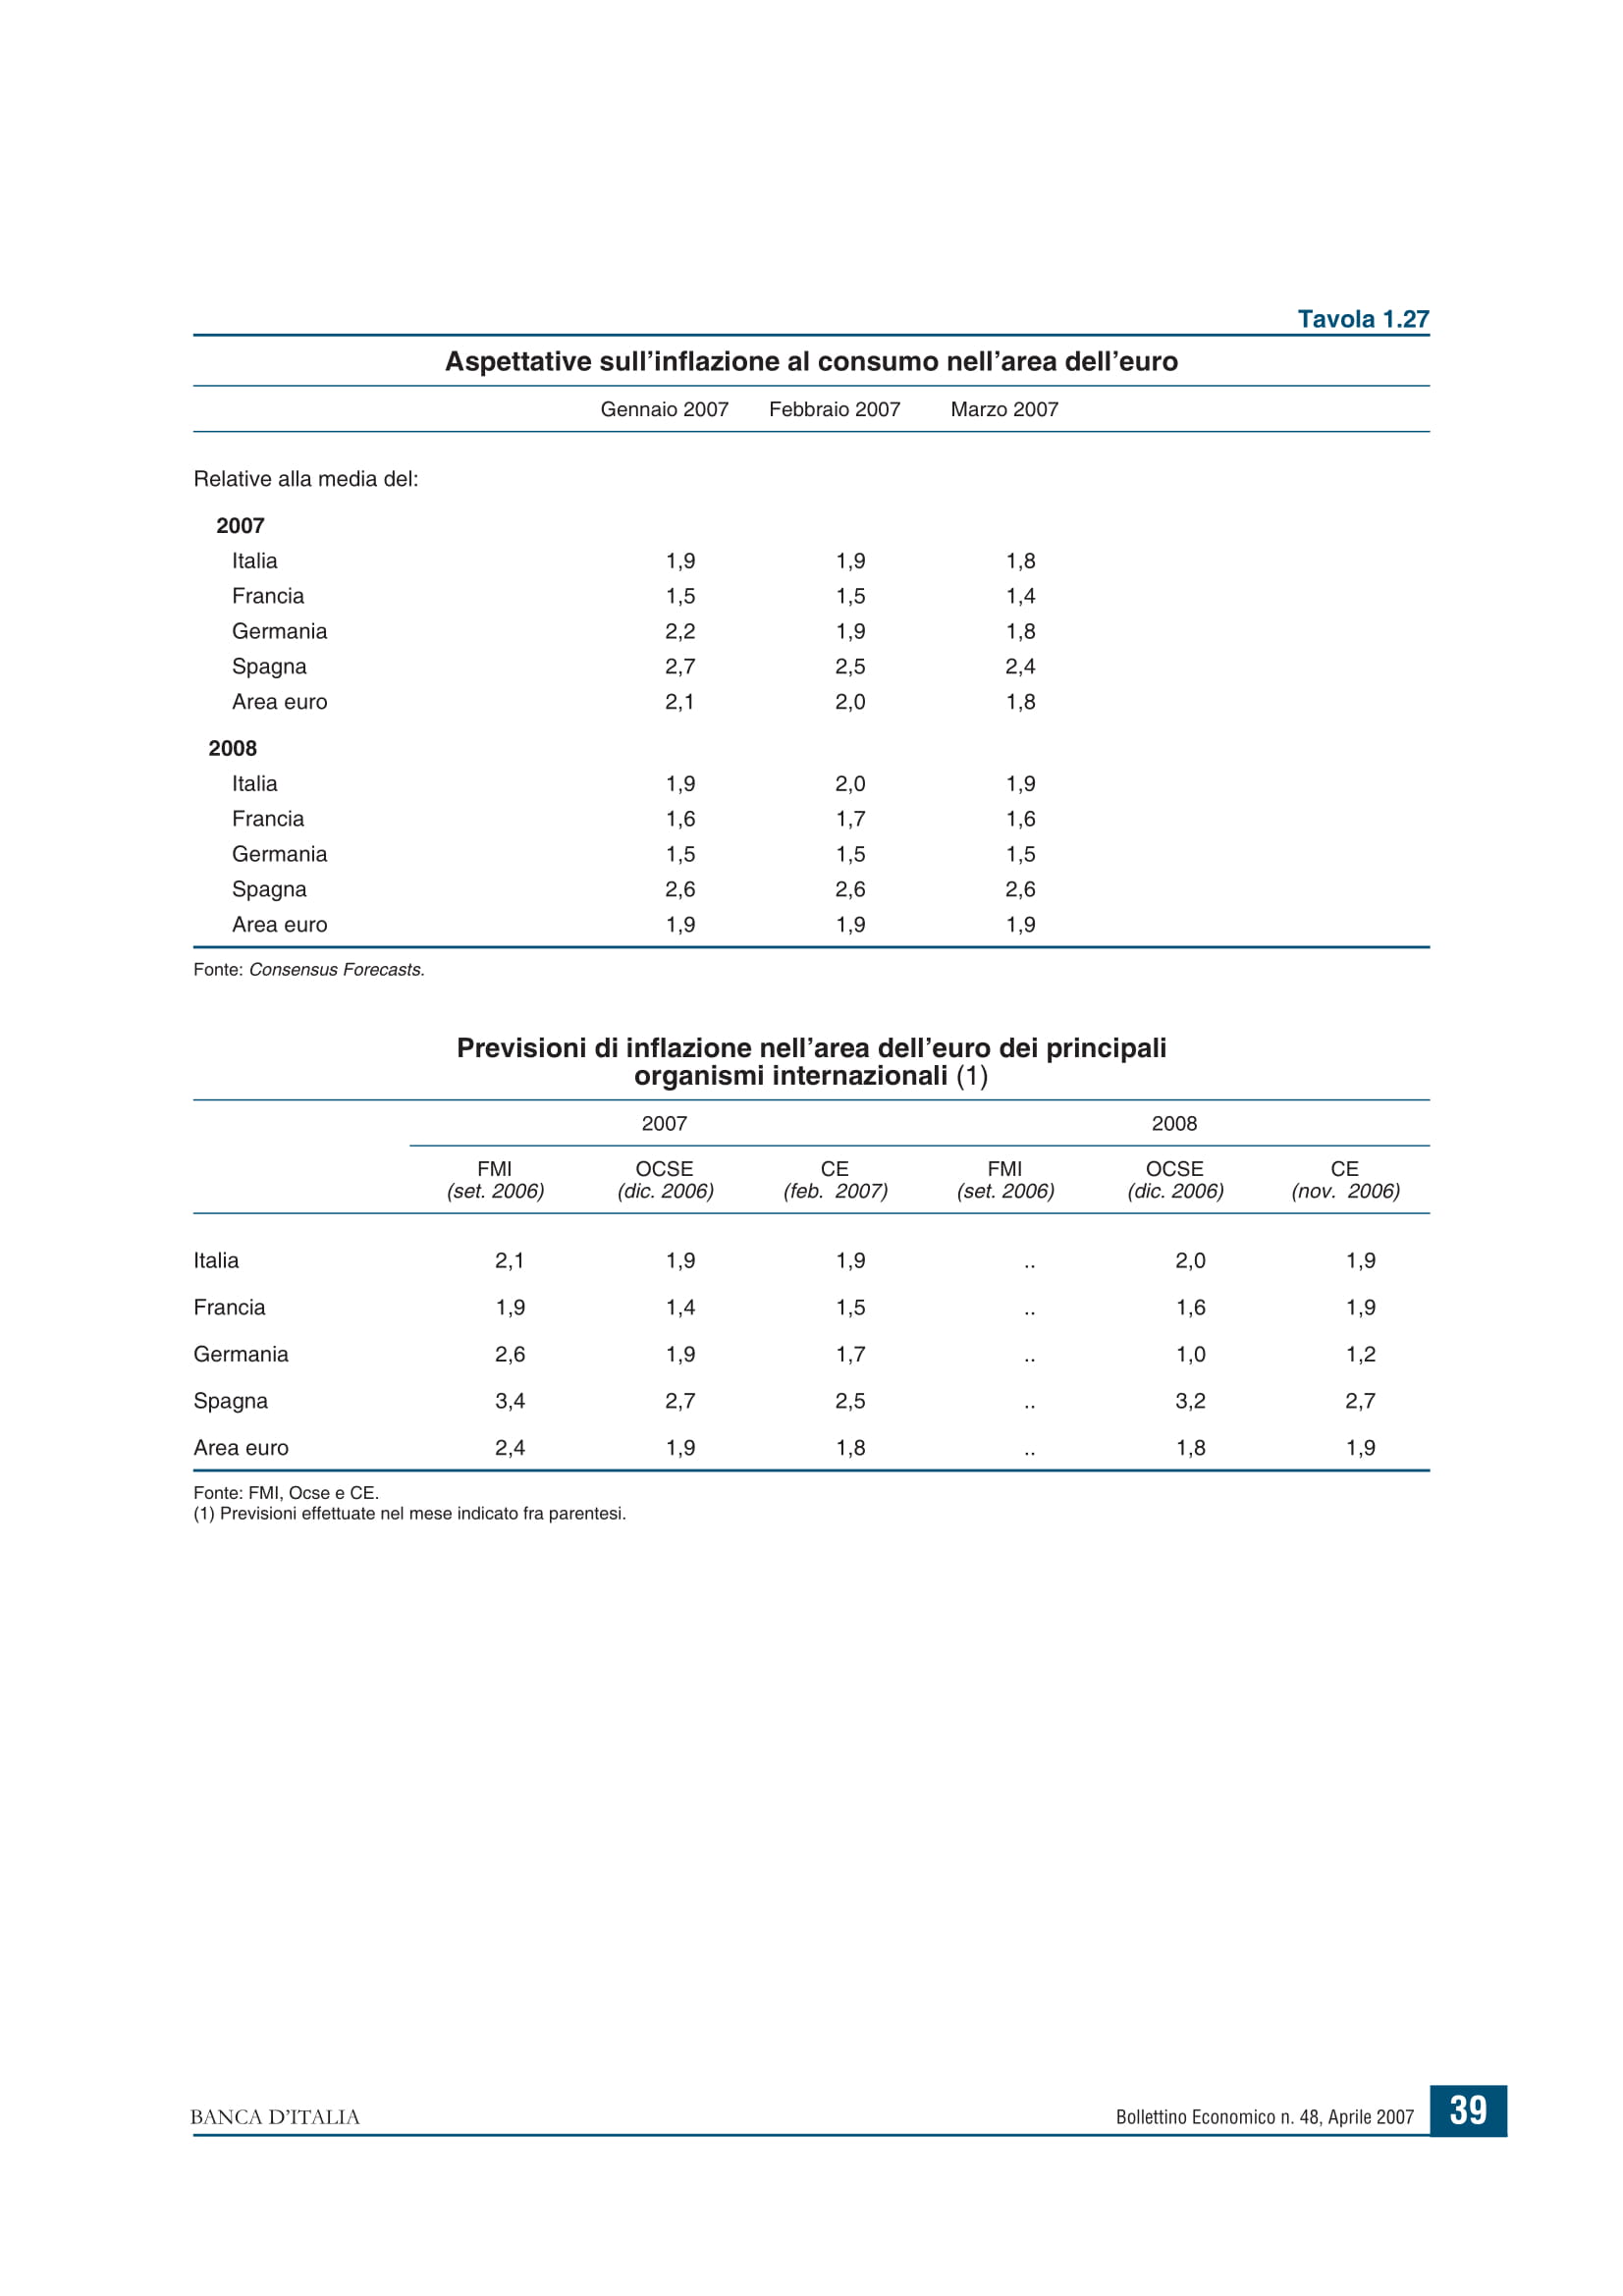 Tavola 1.27
Aspettative sull’inflazione al consumo nell’area dell’euro
Gennaio 2007 Febbraio 2007 Marzo 2007
Relative alla media del:
2007
Italia 1,9 1,9 1,8
Francia 1,5 1,5 1,4
Germania 2,2 1,9 1,8
Spagna 2,7 2,5 2,4
Area euro 2,1 2,0 1,8
2008
Italia 1,9 2,0 1,9
Francia 1,6 1,7 1,6
Germania 1,5 1,5 1,5
Spagna 2,6 2,6 2,6
Area euro 1,9 1,9 1,9
Fonte: Consensus Forecasts.
Previsioni di inflazione nell’area dell’euro dei principali
organismi internazionali (1)
2007 2008
FMI OCSE CE FMI OCSE CE
(set. 2006) (dic. 2006) (feb. 2007) (set. 2006) (dic. 2006) (nov. 2006)
Italia 2,1 1,9 1,9 .. 2,0 1,9
Francia 1,9 1,4 1,5 .. 1,6 1,9
Germania 2,6 1,9 1,7 .. 1,0 1,2
Spagna 3,4 2,7 2,5 .. 3,2 2,7
Area euro 2,4 1,9 1,8 .. 1,8 1,9
Fonte: FMI, Ocse e CE.
(1) Previsioni effettuate nel mese indicato fra parentesi.
BANCA D’ITALIA Bollettino Economico n. 48, Aprile 2007 39